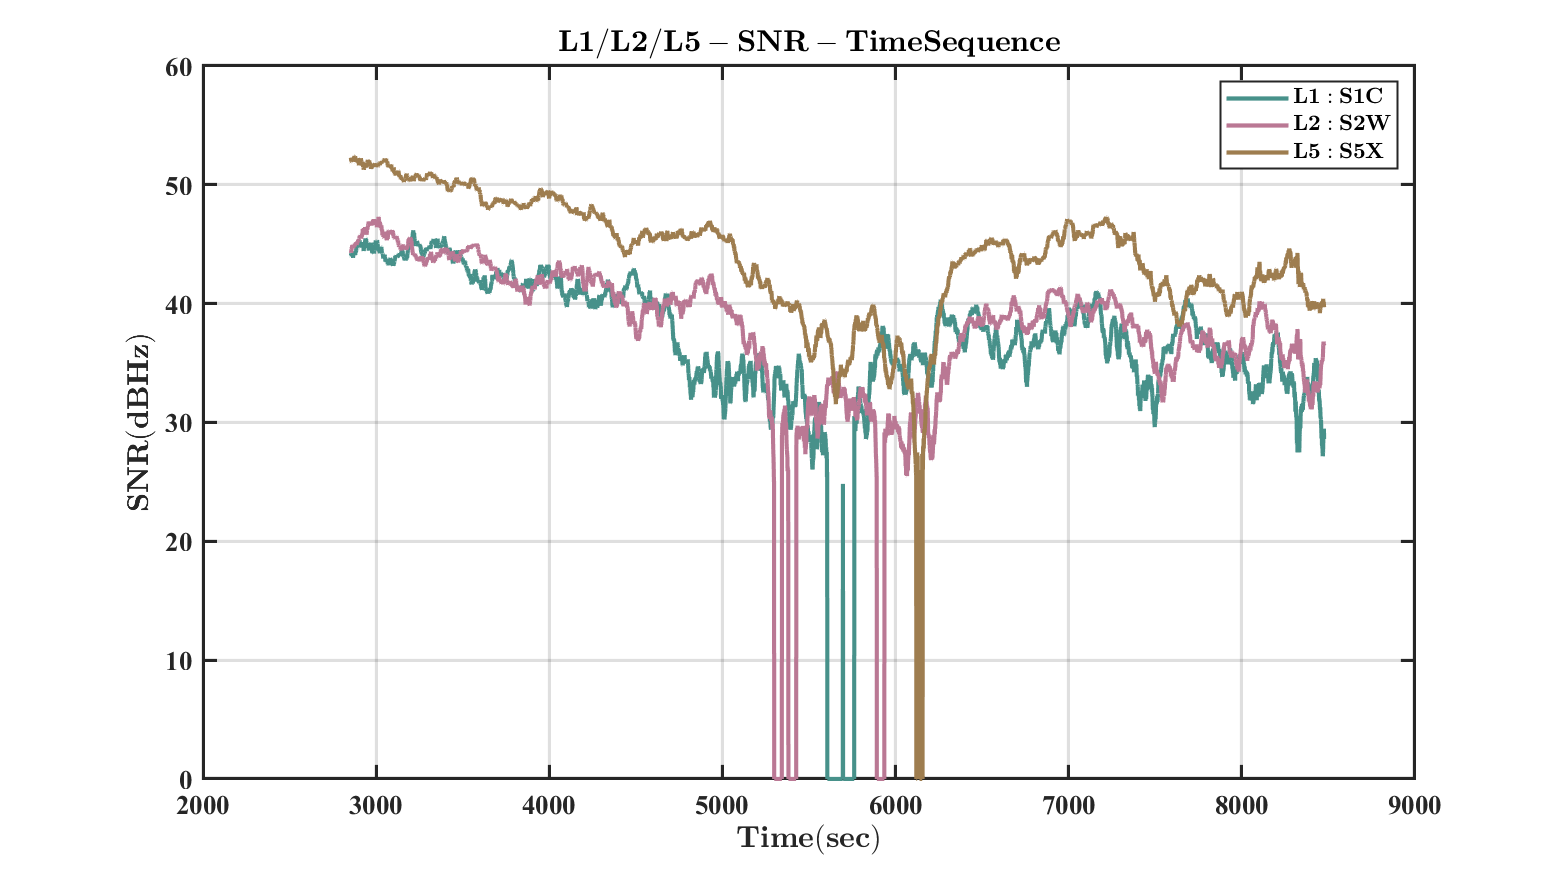 L1/L2/L5 – SNR – TimeSequence
60
50
40
30
20
10
0
SNR(dBHz)
L1 : S1C
L2 : S2W
L5 : S5X
2000 3000 4000 5000 6000 7000 8000 9000
Time(sec)